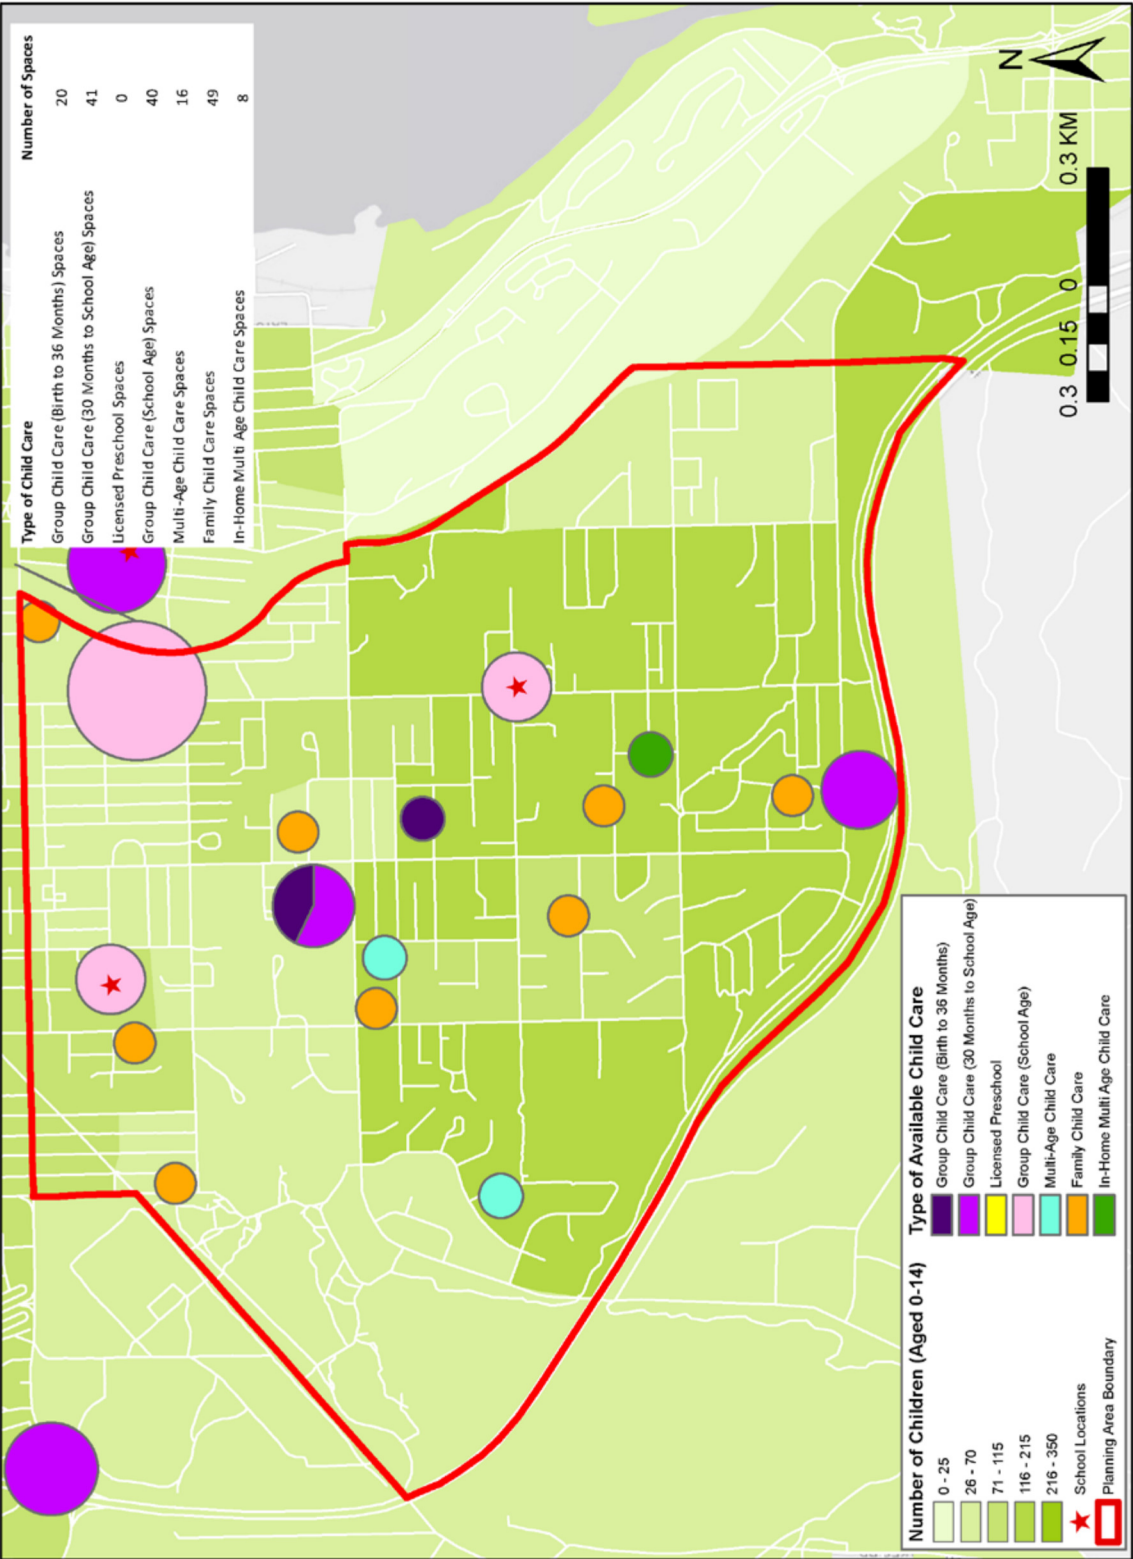 Type of Child Care Number of Spaces
Group Child Care (Birth to 36 Months) Spaces 20
Group Child Care (30 Months to School Age) Spaces 41
Licensed Preschool Spaces 0
Group Child Care (School Age) Spaces 40
Multi-Age Child Care Spaces 16
Family Child Care Spaces 49
In-Home Multi Age Child Care Spaces 8
N
0.3 0.15 0 0.3 KM
Number of Children (Aged 0-14)
0 - 25
26 - 70
71 - 115
116 - 215
216 - 350
School Locations
Planning Area Boundary
Type of Available Child Care
Group Child Care (Birth to 36 Months)
Group Child Care (30 Months to School Age)
Licensed Preschool
Group Child Care (School Age)
Multi-Age Child Care
Family Child Care
In-Home Multi Age Child Care